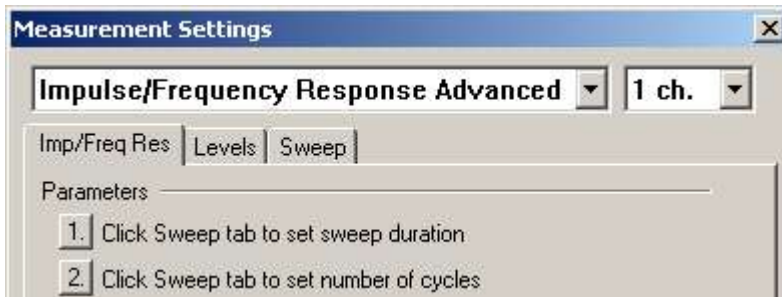 Measurement Settings
Impulse/Frequency Response Advanced 1 ch.
Imp/Freq Res Levels Sweep
Parameters
1. Click Sweep tab to set sweep duration
2. Click Sweep tab to set number of cycles